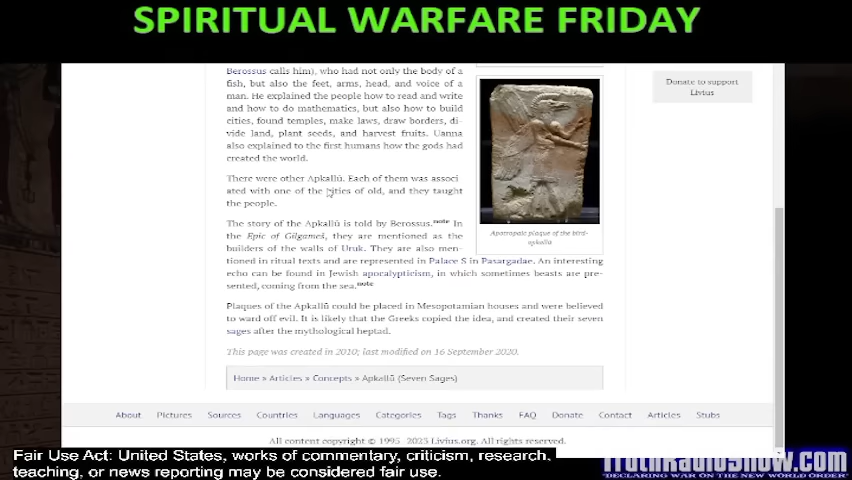 SPIRITUAL WARFARE FRIDAY
Berossus calls him), who had not only the body of a
fish, but also the feet, arms, head, and voice of a
man. He explained the people how to read and write
and how to do mathematics, but also how to build
cities, found temples, make laws, draw borders, di-
vide land, plant seeds, and harvest fruits. Uanna
also explained to the first humans how the gods had
created the world.
There were other Apkallû. Each of them was associ
ated with one of the cities of old, and they taught
the people.
The story of the Apkallû is told by Berossus.note In
the Epic of Gilgameš, they are mentioned as the
builders of the walls of Uruk. They are also men-
tioned in ritual texts and are represented in Palace S in Pasargadae. An interesting
echo can be found in Jewish apocalypticism, in which sometimes beasts are pre-
sented, coming from the sea.note
Plaques of the Apkallû could be placed in Mesopotamian houses and were believed
to ward off evil. It is likely that the Greeks copied the idea, and created their seven
sages after the mythological heptad.
This page was created in 2010; last modified on 16 September 2020.
Home » Articles » Concepts » Apkallû (Seven Sages)
Apotropaic plaque of the bird-
apkallû
Donate to support
Livius
About Pictures Sources Countries Languages Categories Tags Thanks FAQ Donate Contact Articles Stubs
All content copyright © 1995–2023 Livius.org. All rights reserved.
Fair Use Act: United States, works of commentary, criticism, research,
teaching, or news reporting may be considered fair use.
TruthRadioShow.com
DECLARING WAR ON THE NEW WORLD ORDER